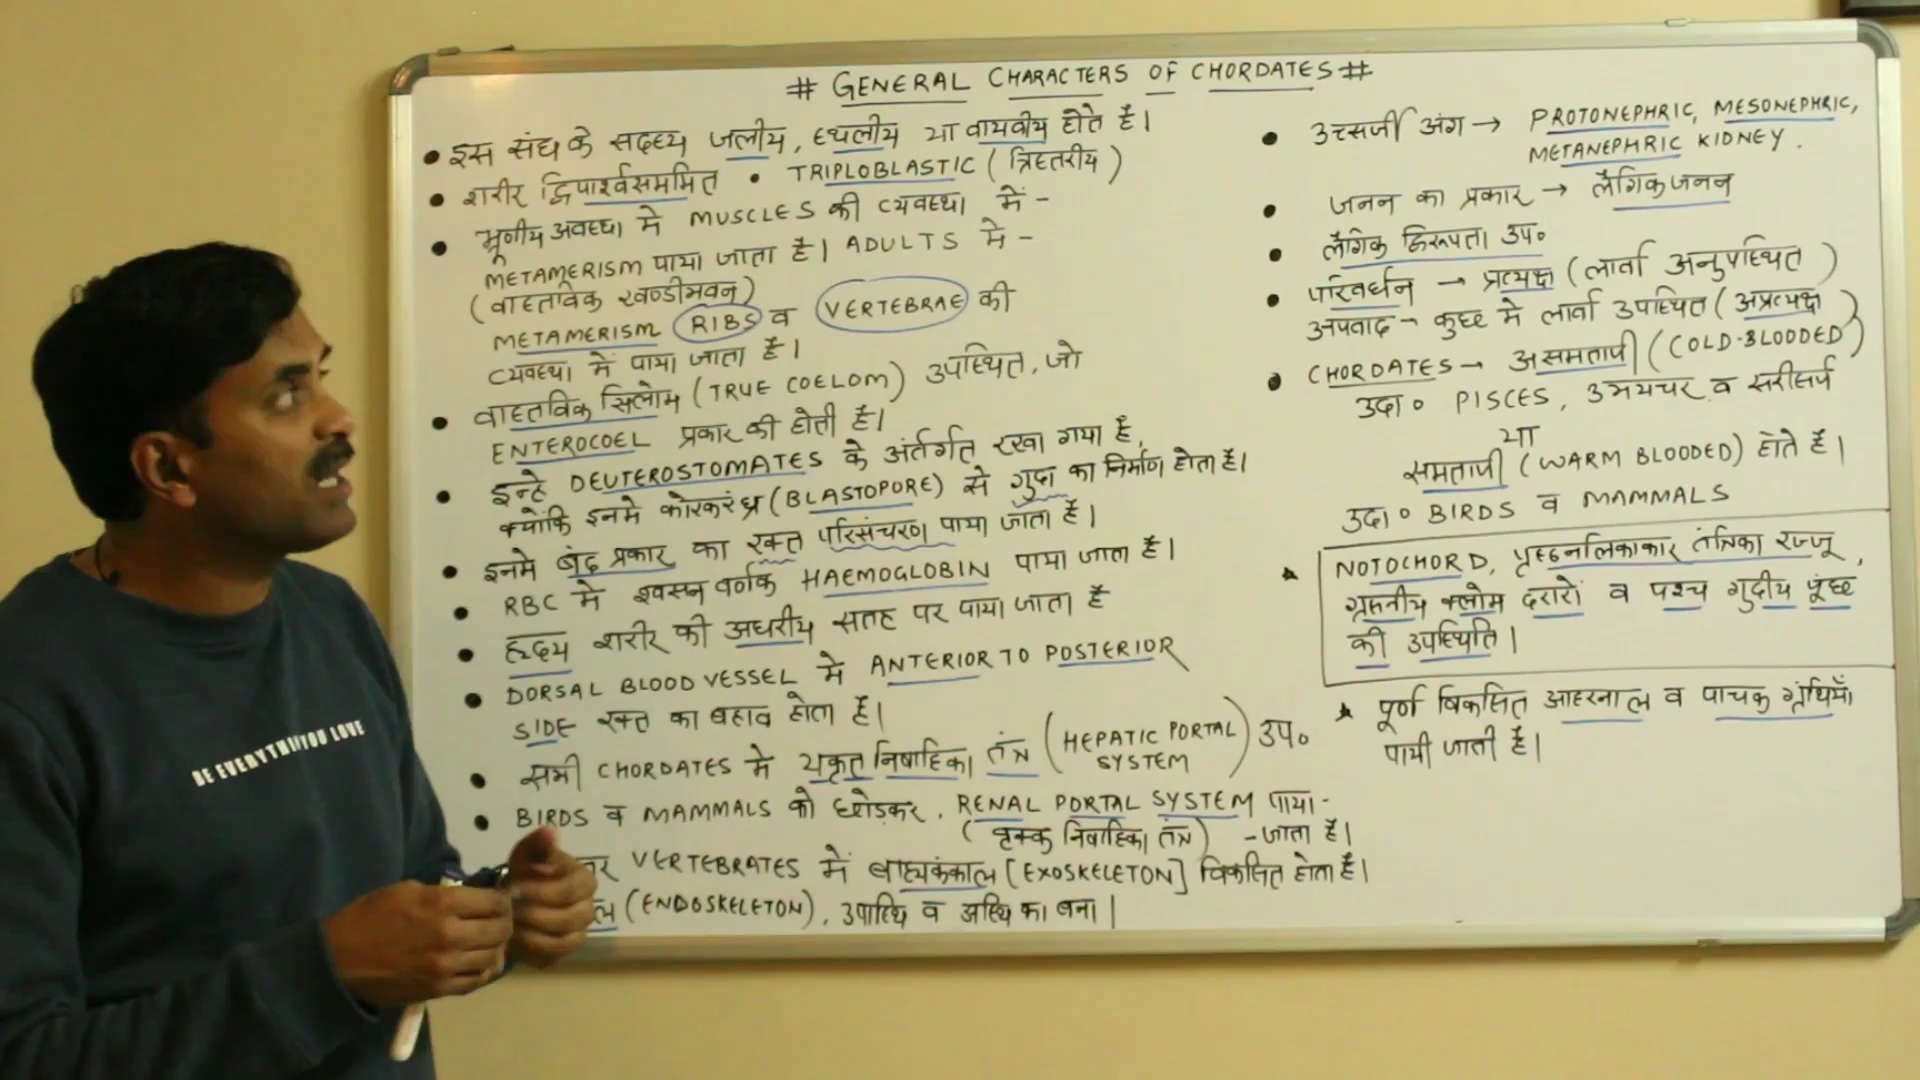 # GENERAL CHARACTERS OF CHORDATES #
• इस संघ के सदस्य जलीय, स्थलीय या वायवीय होते है।
• शरीर द्विपार्श्वसममित • TRIPLOBLASTIC (त्रिस्तरीय)
• भ्रूणीय अवस्था मे MUSCLES की व्यवस्था में -
METAMERISM पाया जाता है। ADULTS मे -
(वास्तविक खण्डीभवन)
METAMERISM RIBS व VERTEBRAE की
व्यवस्था में पाया जाता है।
• वास्तविक सिलोम (TRUE COELOM) उपस्थित, जो
ENTEROCOEL प्रकार की होती है।
• इन्हे DEUTEROSTOMATES के अंतर्गत रखा गया है,
क्योंकि इनमे कोरकरंध्र (BLASTOPORE) से गुदा का निर्माण होता है।
• इनमे बंद प्रकार का रक्त परिसंचरण पाया जाता है।
• RBC मे श्वसन वर्णक HAEMOGLOBIN पाया जाता है।
• हृदय शरीर की अधरीय सतह पर पाया जाता है
• DORSAL BLOOD VESSEL मे ANTERIOR TO POSTERIOR
SIDE रक्त का बहाव होता है।
• सभी CHORDATES मे यकृत निवाहिका तंत्र (HEPATIC PORTAL SYSTEM) उप०
• BIRDS व MAMMALS को छोड़कर, RENAL PORTAL SYSTEM पाया -
(वृक्क निवाहिका तंत्र) - जाता है।
VERTEBRATES में बाह्यकंकाल [EXOSKELETON] विकसित होता है।
(ENDOSKELETON), उपास्थि व अस्थि का बना।
• उत्सर्जी अंग → PROTONEPHRIC, MESONEPHRIC,
METANEPHRIC KIDNEY.
• जनन का प्रकार → लैंगिक जनन
• लैंगिक द्विरूपता उप०
• परिवर्धन → प्रत्यक्ष (लार्वा अनुपस्थित)
अपवाद - कुछ मे लार्वा उपस्थित (अप्रत्यक्ष)
• CHORDATES → असमतापी (COLD-BLOODED)
उदा० PISCES, उभयचर व सरीसर्प
या
समतापी (WARM BLOODED) होते है।
उदा० BIRDS व MAMMALS
★ NOTOCHORD, पृष्ठनलिकाकार तंत्रिका रज्जू,
ग्रसनीय क्लोम दरारों व पश्च गुदीय पूंछ
की उपस्थिति।
★ पूर्ण विकसित आहरनाल व पाचक ग्रंथियाँ
पायी जाती है।
BE EVERYTHI YOU LOVE